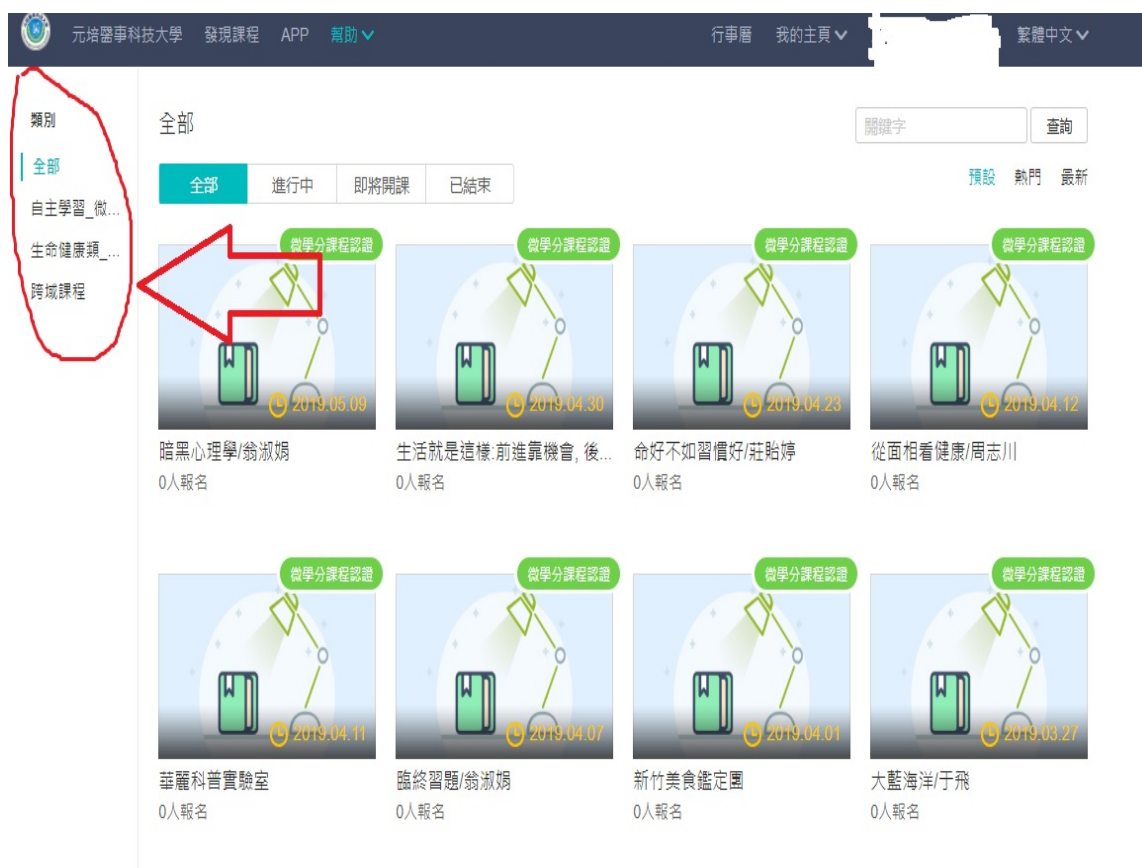 元培醫事科技大學 發現課程 APP 幫助 行事曆 我的主頁 繁體中文
類別
全部
自主學習_微...
生命健康類_...
跨域課程
全部
關鍵字 查詢
全部 進行中 即將開課 已結束
預設 熱門 最新
微學分課程認證 微學分課程認證 微學分課程認證 微學分課程認證
2019.05.09 2019.04.30 2019.04.23 2019.04.12
暗黑心理學/翁淑娟 生活就是這樣:前進靠機會, 後... 命好不如習慣好/莊貽婷 從面相看健康/周志川
0人報名 0人報名 0人報名 0人報名
微學分課程認證 微學分課程認證 微學分課程認證 微學分課程認證
2019.04.11 2019.04.07 2019.04.01 2019.03.27
華麗科普實驗室 臨終習題/翁淑娟 新竹美食鑑定團 大藍海洋/于飛
0人報名 0人報名 0人報名 0人報名